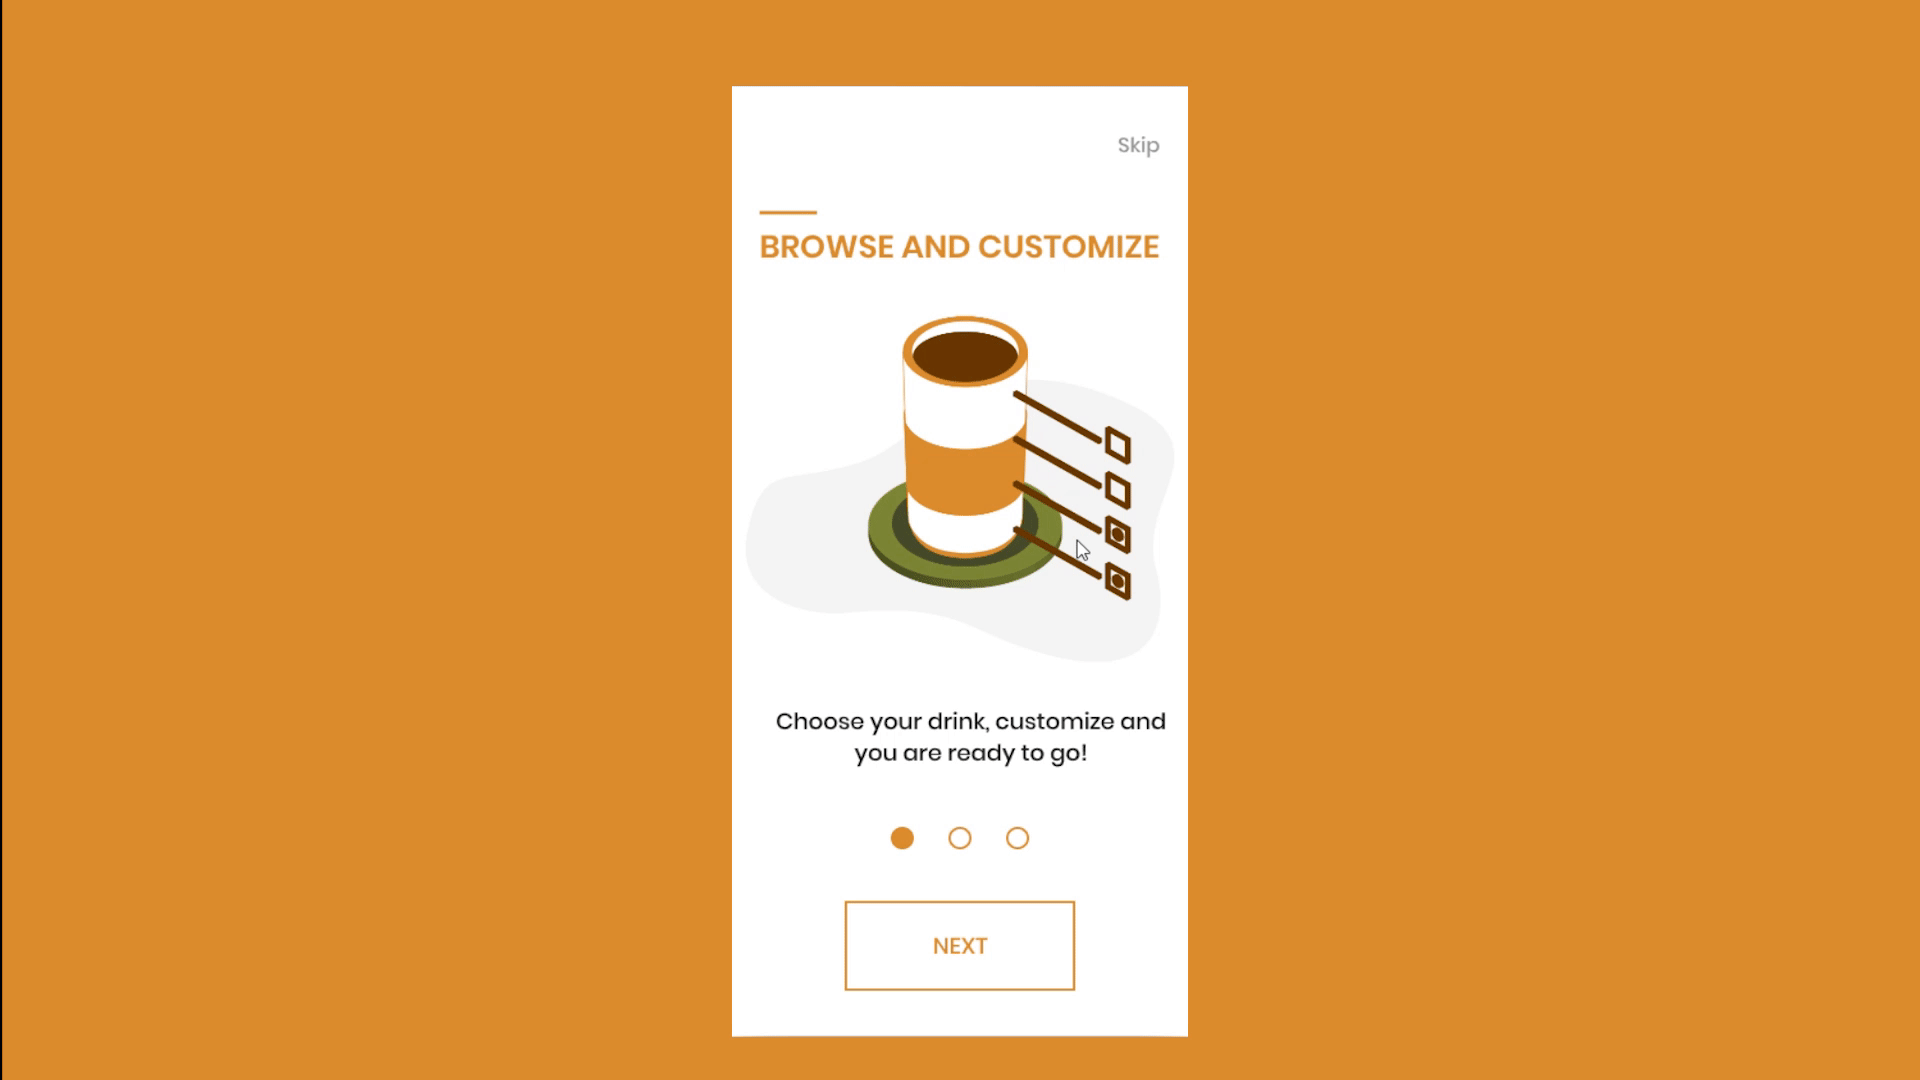 Skip
BROWSE AND CUSTOMIZE
Choose your drink, customize and
you are ready to go!
NEXT